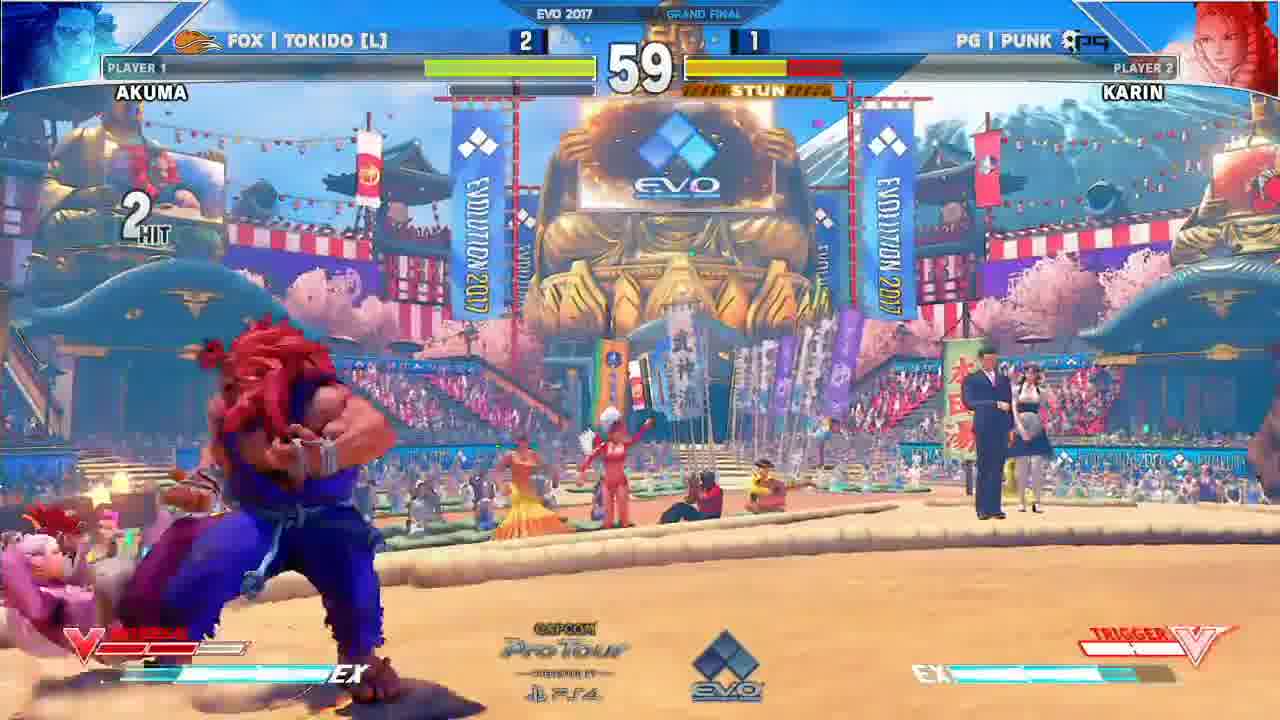 EVO 2017
GRAND FINAL
FOX | TOKIDO [L]
2
59
1
PG | PUNK
PLAYER 1
PLAYER 2
AKUMA
STUN
KARIN
EVO
EVOLUTION 2017
EVOLUTION 2017
2
HIT
TRIGGER
EX
EX
CAPCOM
Pro Tour
PS4
EVO